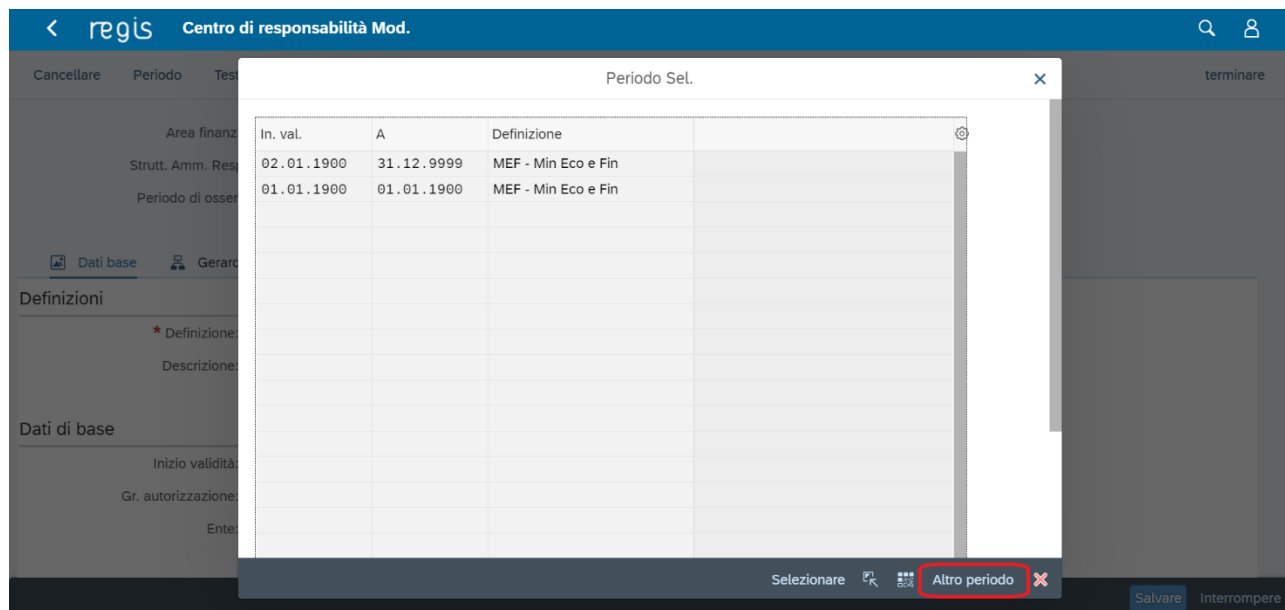 regis Centro di responsabilità Mod.
Cancellare Periodo Test terminare
Periodo Sel.
Area finanz
Strutt. Amm. Resp
Periodo di osser
In. val. A Definizione
02.01.1900 31.12.9999 MEF - Min Eco e Fin
01.01.1900 01.01.1900 MEF - Min Eco e Fin
Dati base Gerarc
Definizioni
* Definizione:
Descrizione:
Dati di base
Inizio validità:
Gr. autorizzazione:
Ente:
Selezionare Altro periodo
Salvare Interrompere